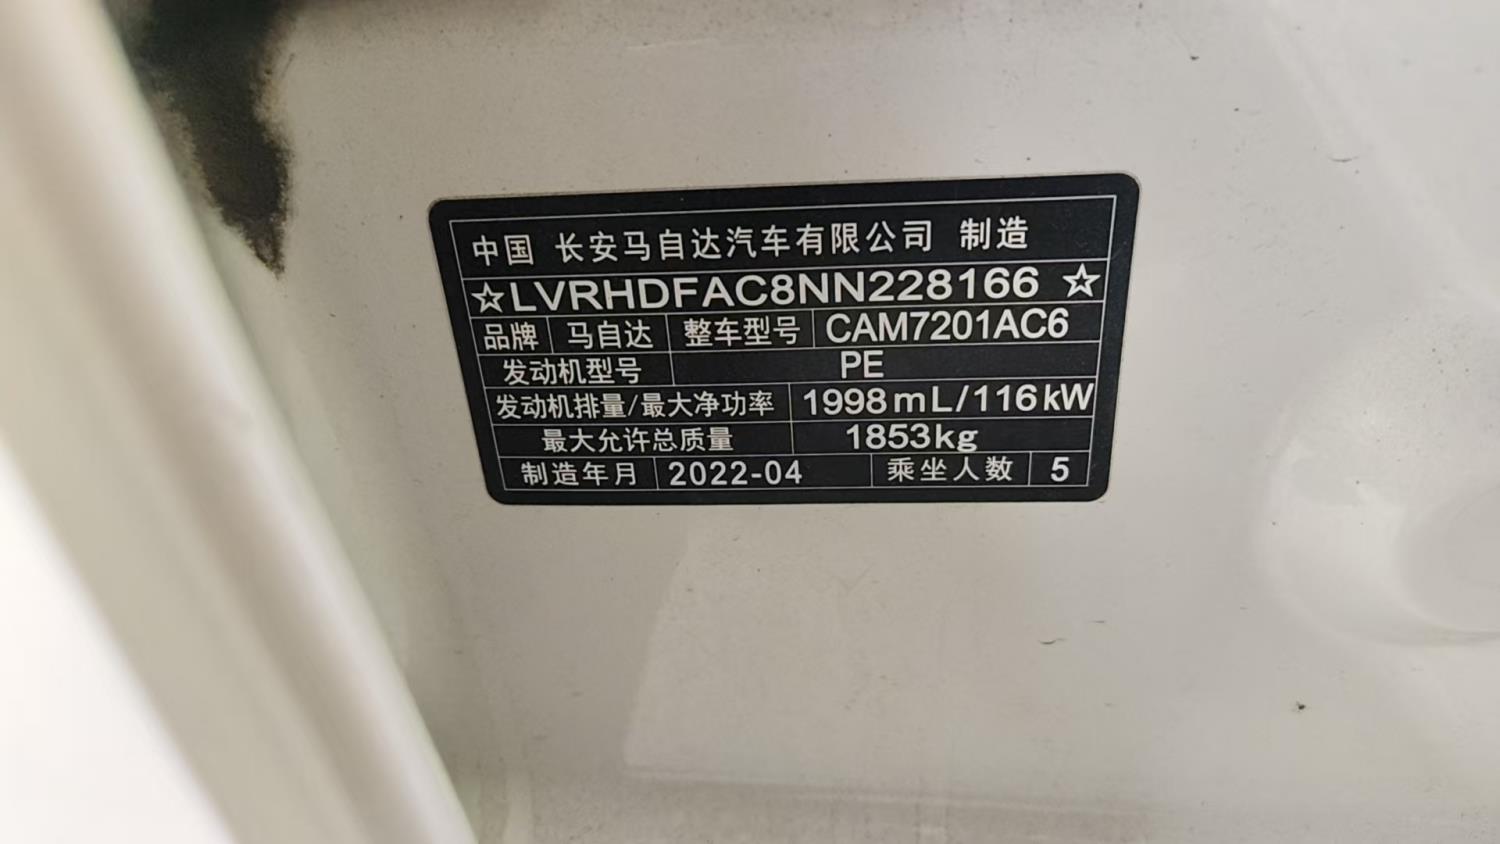 中国 长安马自达汽车有限公司 制造
☆LVRHDFAC8NN228166☆
品牌 马自达 整车型号 CAM7201AC6
发动机型号 PE
发动机排量/最大净功率 1998mL/116kW
最大允许总质量 1853kg
制造年月 2022-04 乘坐人数 5